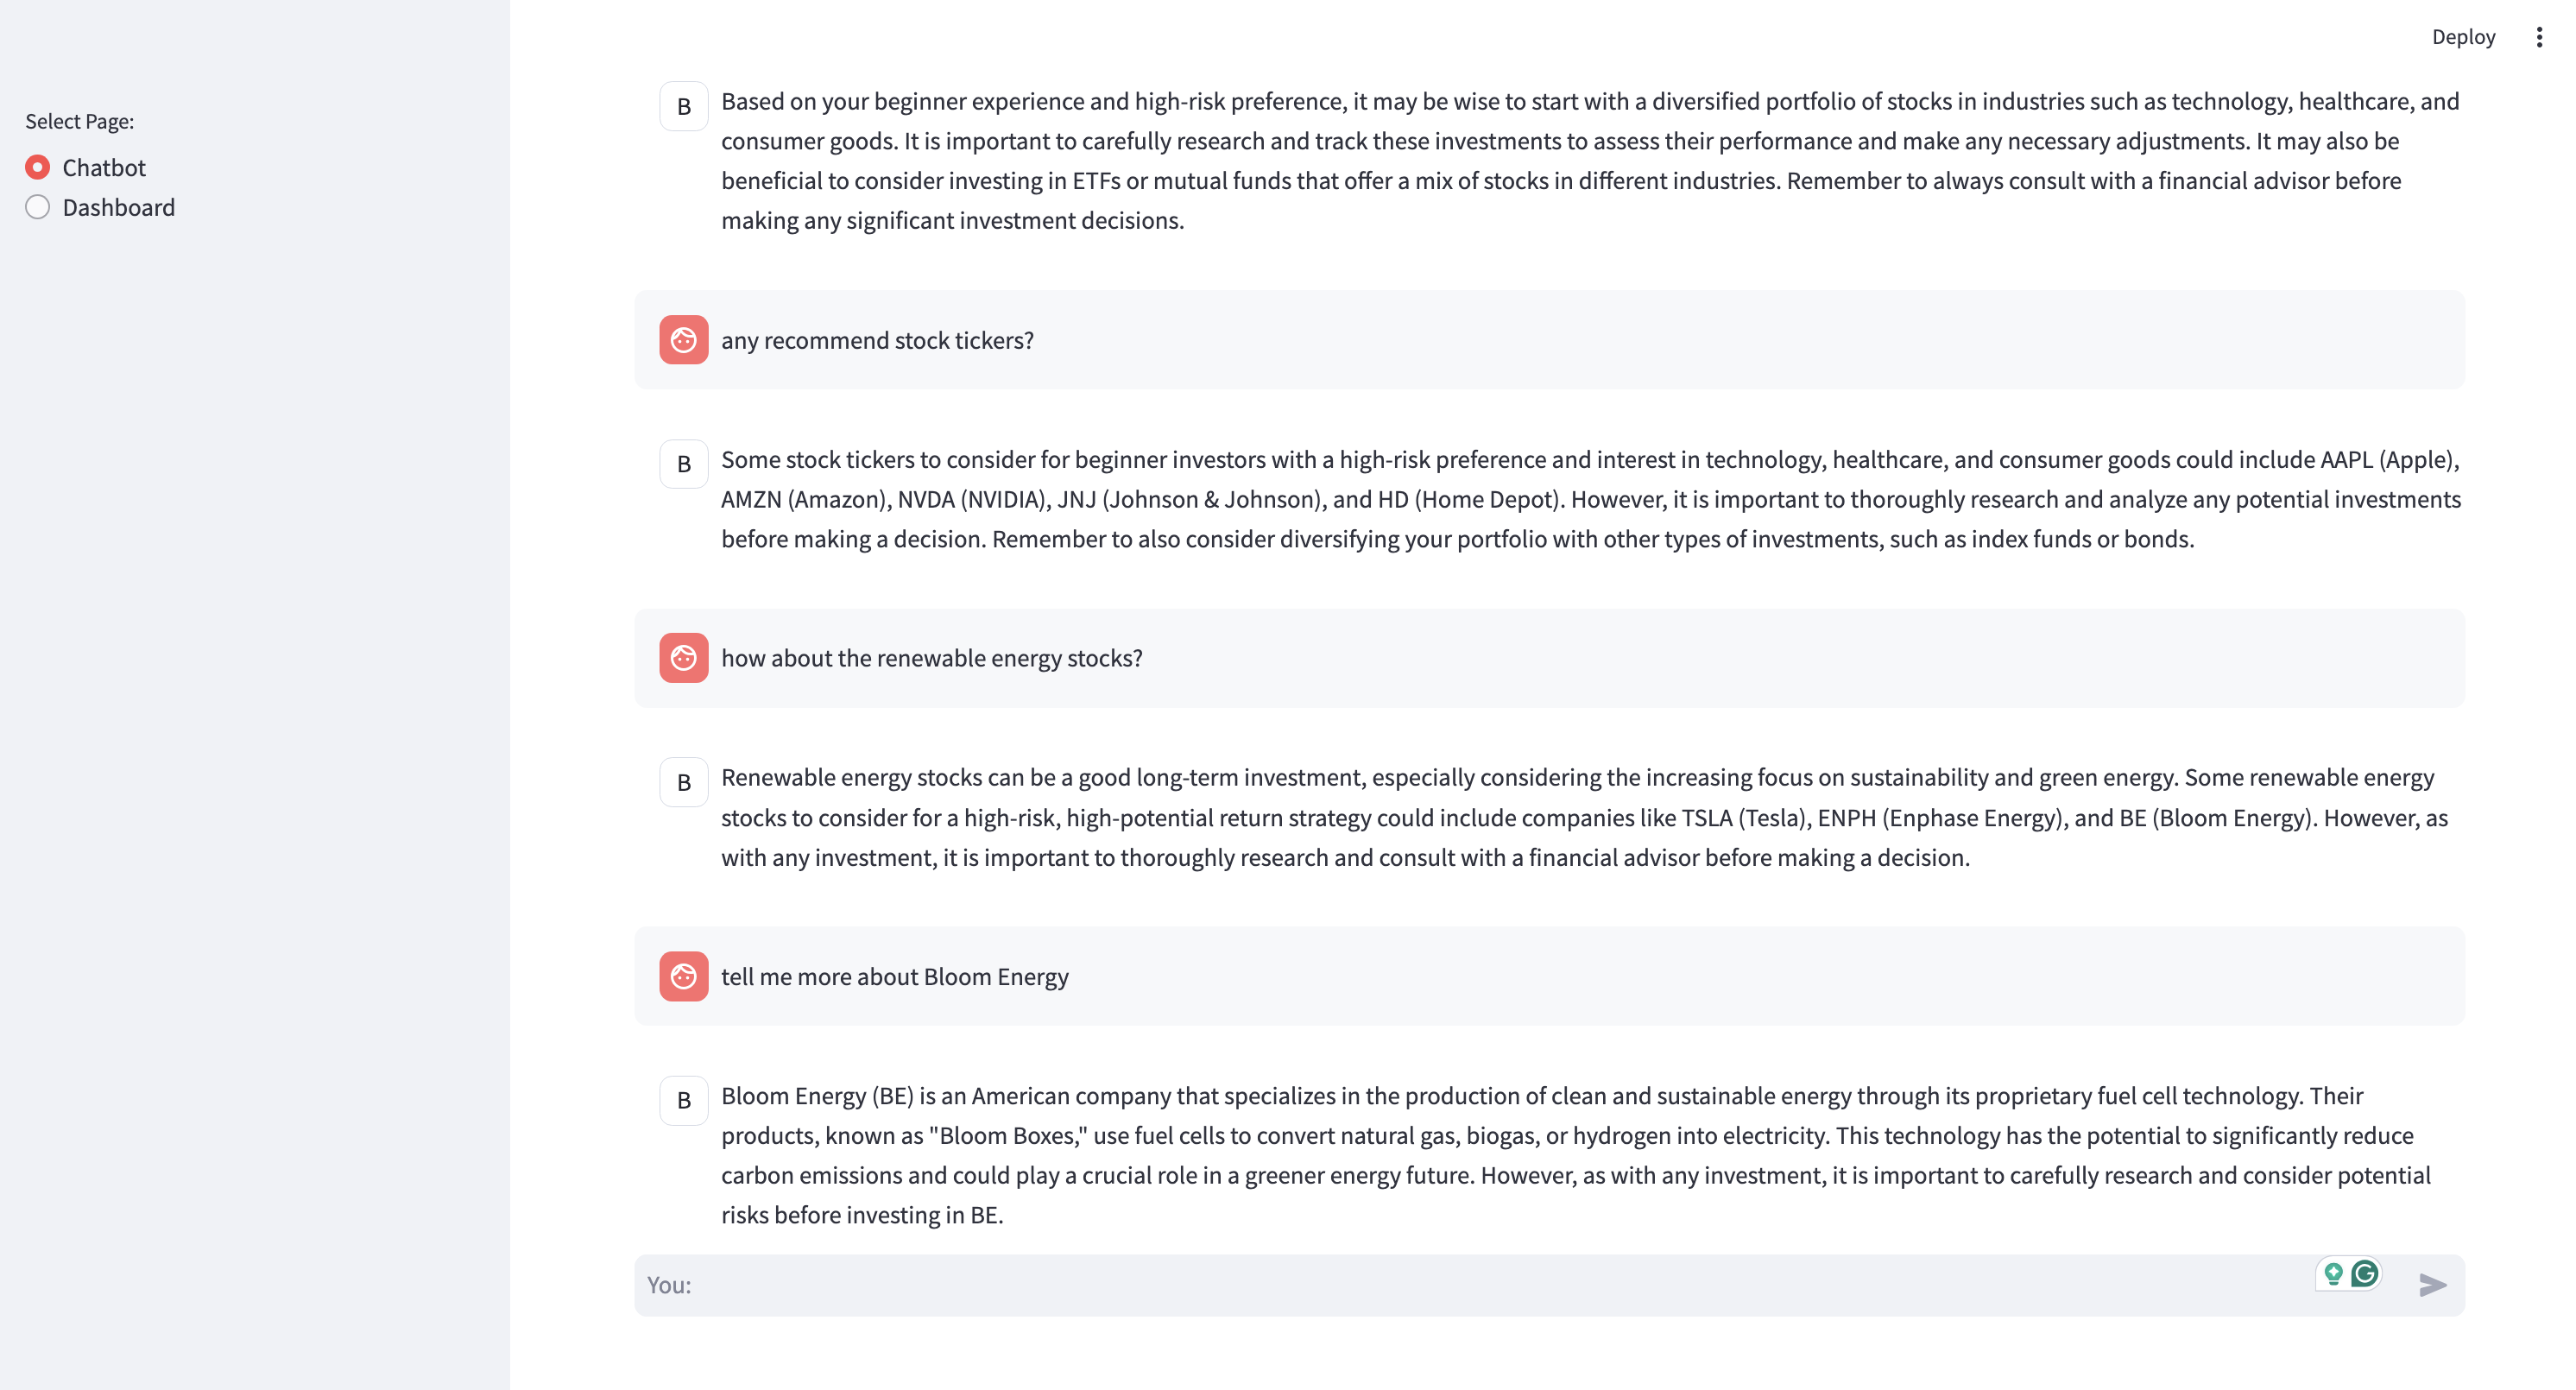 Deploy
Select Page:
Chatbot
Dashboard
B
Based on your beginner experience and high-risk preference, it may be wise to start with a diversified portfolio of stocks in industries such as technology, healthcare, and
consumer goods. It is important to carefully research and track these investments to assess their performance and make any necessary adjustments. It may also be
beneficial to consider investing in ETFs or mutual funds that offer a mix of stocks in different industries. Remember to always consult with a financial advisor before
making any significant investment decisions.
any recommend stock tickers?
B
Some stock tickers to consider for beginner investors with a high-risk preference and interest in technology, healthcare, and consumer goods could include AAPL (Apple),
AMZN (Amazon), NVDA (NVIDIA), JNJ (Johnson & Johnson), and HD (Home Depot). However, it is important to thoroughly research and analyze any potential investments
before making a decision. Remember to also consider diversifying your portfolio with other types of investments, such as index funds or bonds.
how about the renewable energy stocks?
B
Renewable energy stocks can be a good long-term investment, especially considering the increasing focus on sustainability and green energy. Some renewable energy
stocks to consider for a high-risk, high-potential return strategy could include companies like TSLA (Tesla), ENPH (Enphase Energy), and BE (Bloom Energy). However, as
with any investment, it is important to thoroughly research and consult with a financial advisor before making a decision.
tell me more about Bloom Energy
B
Bloom Energy (BE) is an American company that specializes in the production of clean and sustainable energy through its proprietary fuel cell technology. Their
products, known as "Bloom Boxes," use fuel cells to convert natural gas, biogas, or hydrogen into electricity. This technology has the potential to significantly reduce
carbon emissions and could play a crucial role in a greener energy future. However, as with any investment, it is important to carefully research and consider potential
risks before investing in BE.
You: